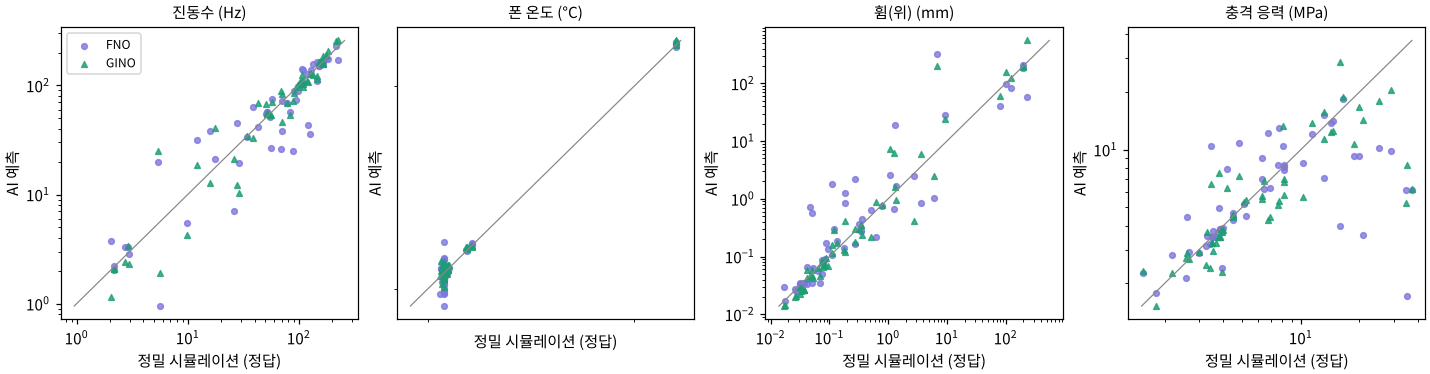 진동수 (Hz)
FNO
GINO
AI 예측
10²
10¹
10⁰
10⁰
10¹
10²
정밀 시뮬레이션 (정답)
폰 온도 (°C)
AI 예측
정밀 시뮬레이션 (정답)
휨(위) (mm)
AI 예측
10²
10¹
10⁰
10⁻¹
10⁻²
10⁻²
10⁻¹
10⁰
10¹
10²
정밀 시뮬레이션 (정답)
충격 응력 (MPa)
AI 예측
10¹
10¹
정밀 시뮬레이션 (정답)